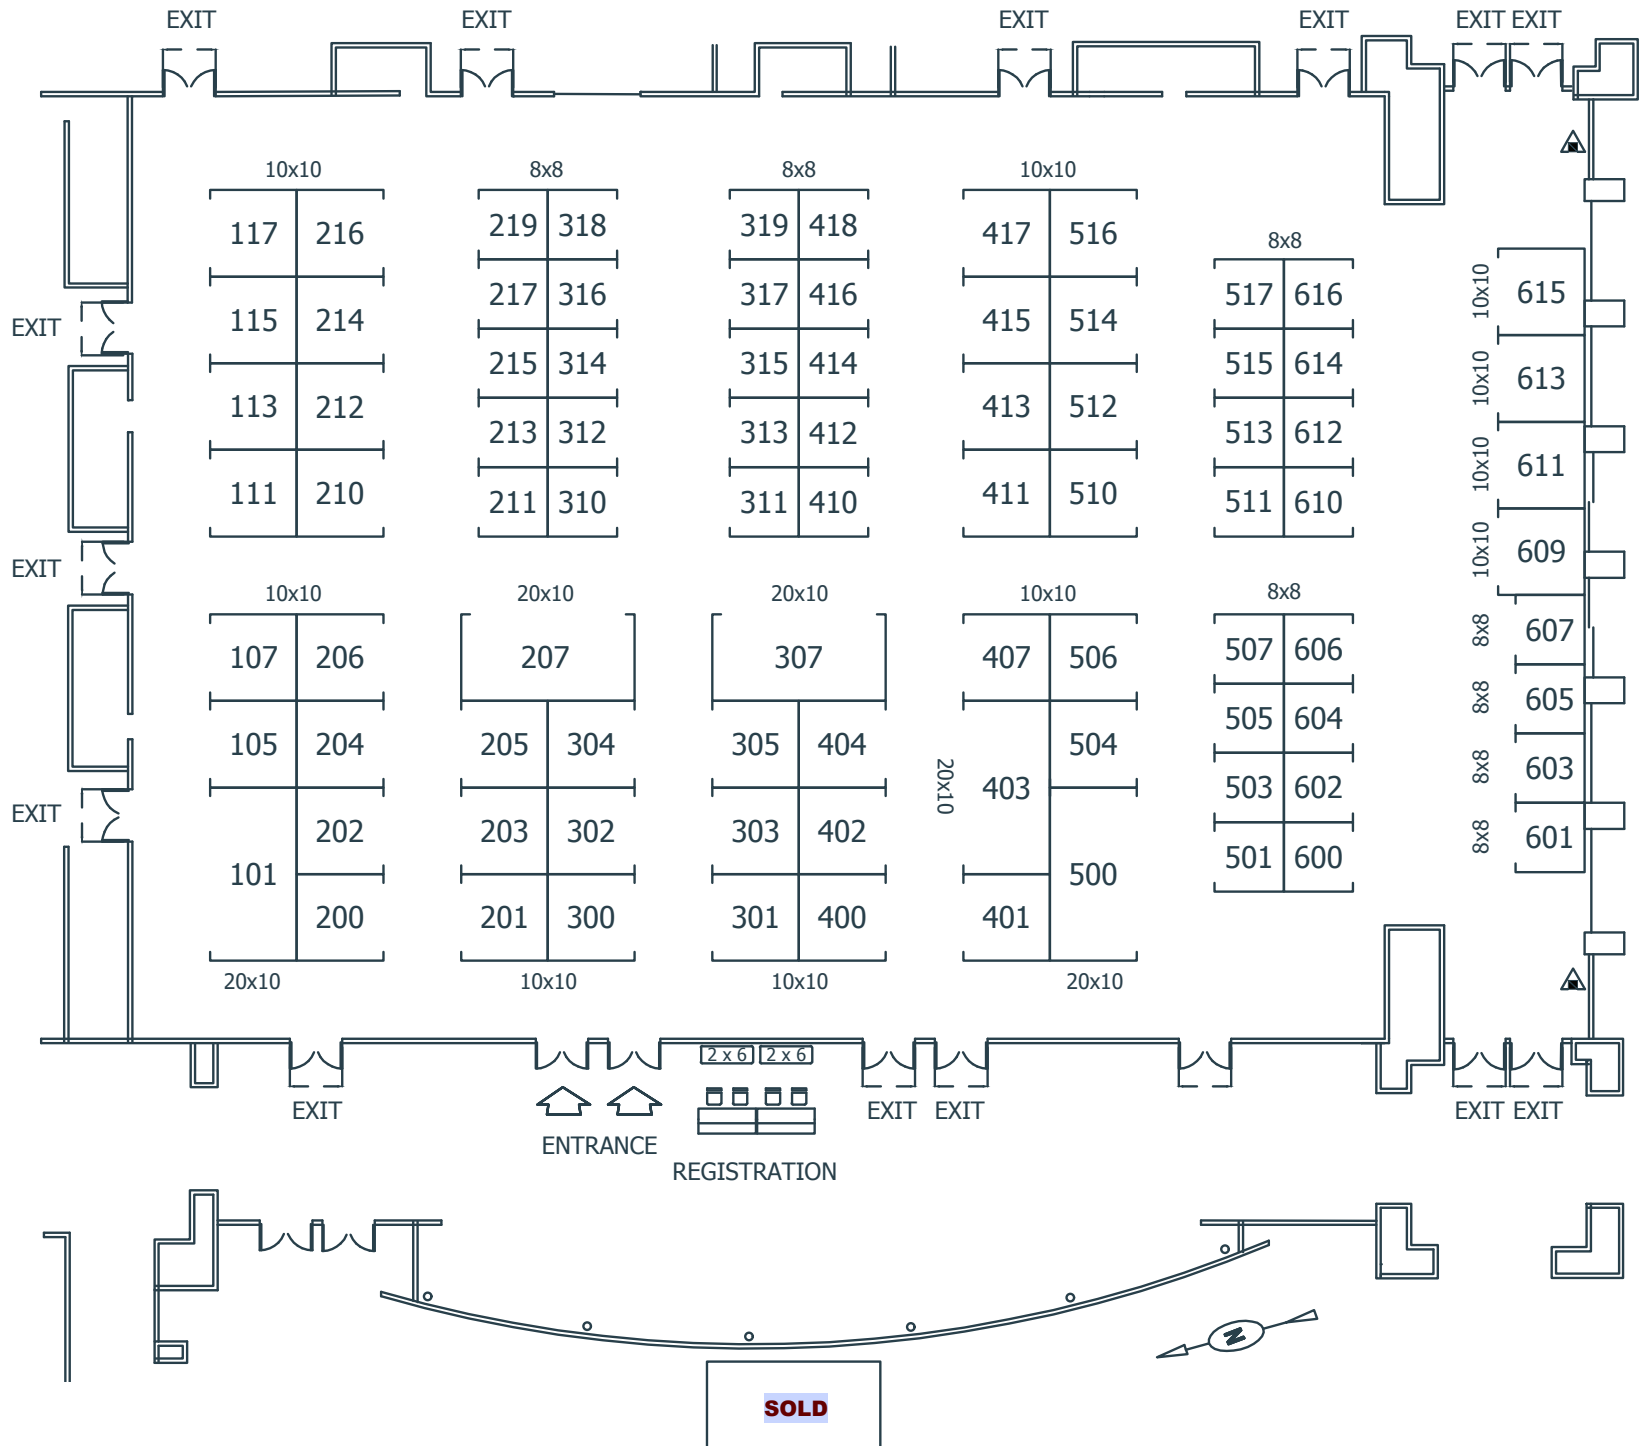 EXIT EXIT EXIT EXIT EXIT EXIT
10x10 8x8 8x8 10x10
117 216 219 318 319 418 417 516
8x8
217 316 317 416 517 616 10x10 615
EXIT 115 214 415 514
215 314 315 414 515 614 10x10 613
113 212 413 512
213 312 313 412 513 612 10x10 611
111 210 211 310 311 410 411 510 511 610
10x10 609
EXIT
10x10 20x10 20x10 10x10 8x8
8x8 607
107 206 207 307 407 506 507 606
8x8 605
105 204 205 304 305 404 504 505 604
8x8 603
20x10 403 503 602
EXIT
202 203 302 303 402
8x8 601
501 600
101 500
200 201 300 301 400 401
20x10 10x10 10x10 20x10
2 x 6 2 x 6
EXIT EXIT EXIT EXIT EXIT
ENTRANCE
REGISTRATION
N
SOLD